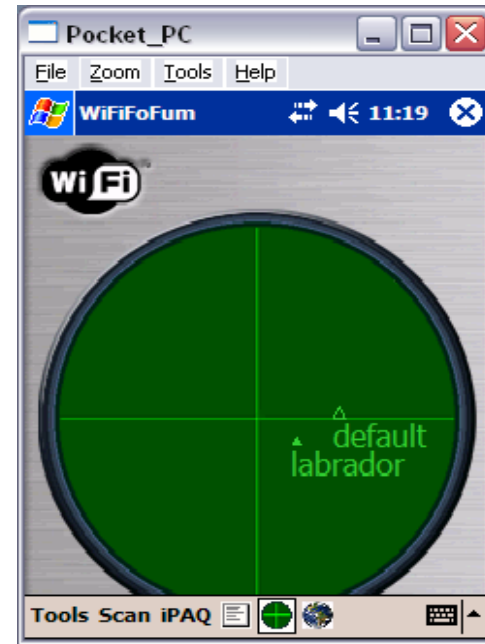 Pocket_PC
File Zoom Tools Help
WiFiFoFum 11:19
Wi Fi
default
labrador
Tools Scan iPAQ